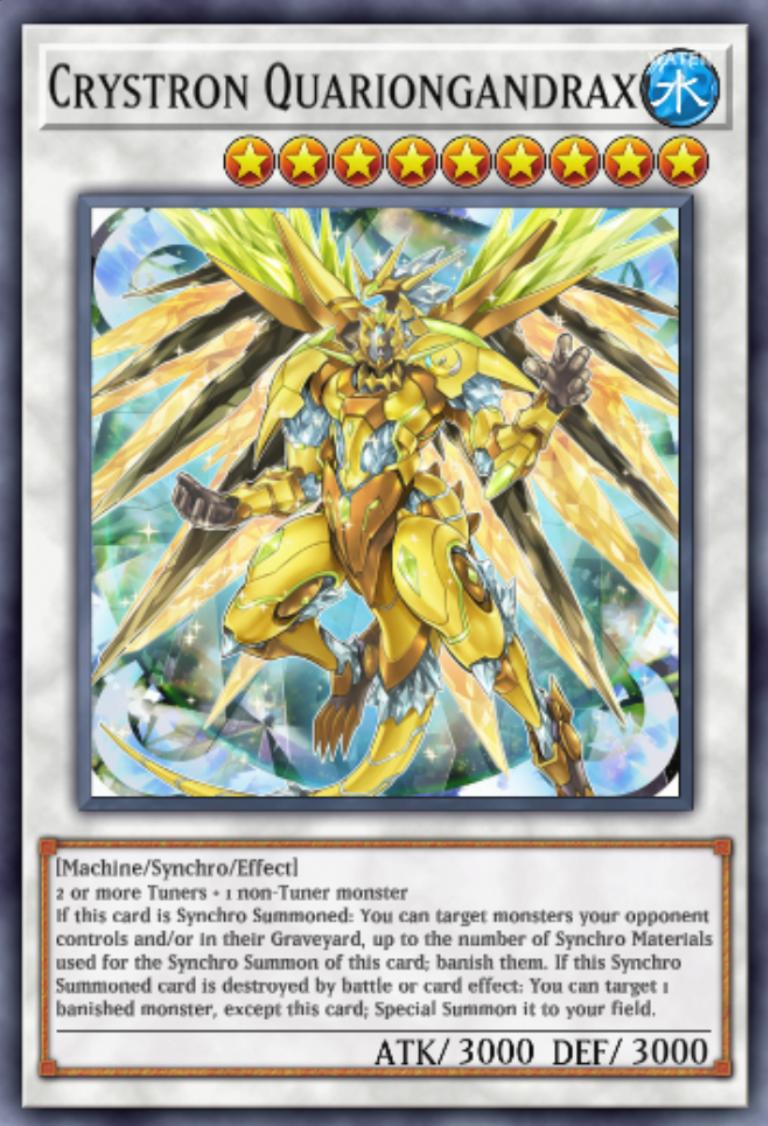 Crystron Quariongandrax
WATER
水
[Machine/Synchro/Effect]
2 or more Tuners + 1 non-Tuner monster
If this card is Synchro Summoned: You can target monsters your opponent
controls and/or in their Graveyard, up to the number of Synchro Materials
used for the Synchro Summon of this card; banish them. If this Synchro
Summoned card is destroyed by battle or card effect: You can target 1
banished monster, except this card; Special Summon it to your field.
ATK/ 3000 DEF/ 3000